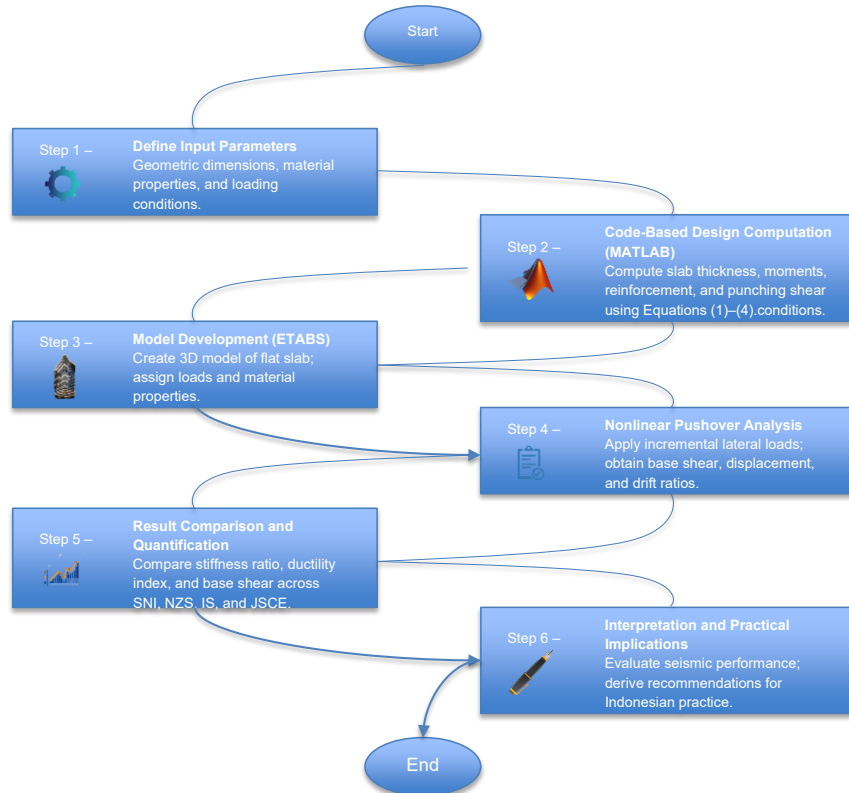 Start
Step 1 –
Define Input Parameters
Geometric dimensions, material
properties, and loading
conditions.
Step 2 –
Code-Based Design Computation
(MATLAB)
Compute slab thickness, moments,
reinforcement, and punching shear
using Equations (1)–(4).conditions.
Step 3 –
Model Development (ETABS)
Create 3D model of flat slab;
assign loads and material
properties.
Step 4 –
Nonlinear Pushover Analysis
Apply incremental lateral loads;
obtain base shear, displacement,
and drift ratios.
Step 5 –
Result Comparison and
Quantification
Compare stiffness ratio, ductility
index, and base shear across
SNI, NZS, IS, and JSCE.
Step 6 –
Interpretation and Practical
Implications
Evaluate seismic performance;
derive recommendations for
Indonesian practice.
End